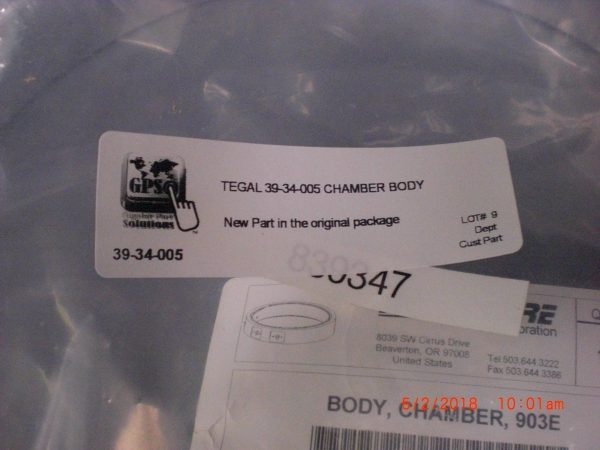 GPS
Solutions
TM
39-34-005
TEGAL 39-34-005 CHAMBER BODY
New Part in the original package
LOT# 9
Dept
Cust Part
8039 SW Cirrus Drive
Beaverton, OR 97008
United States
Tel 503.644.3222
Fax 503.644.3386
BODY, CHAMBER, 903E
5/2/2018 10:01am